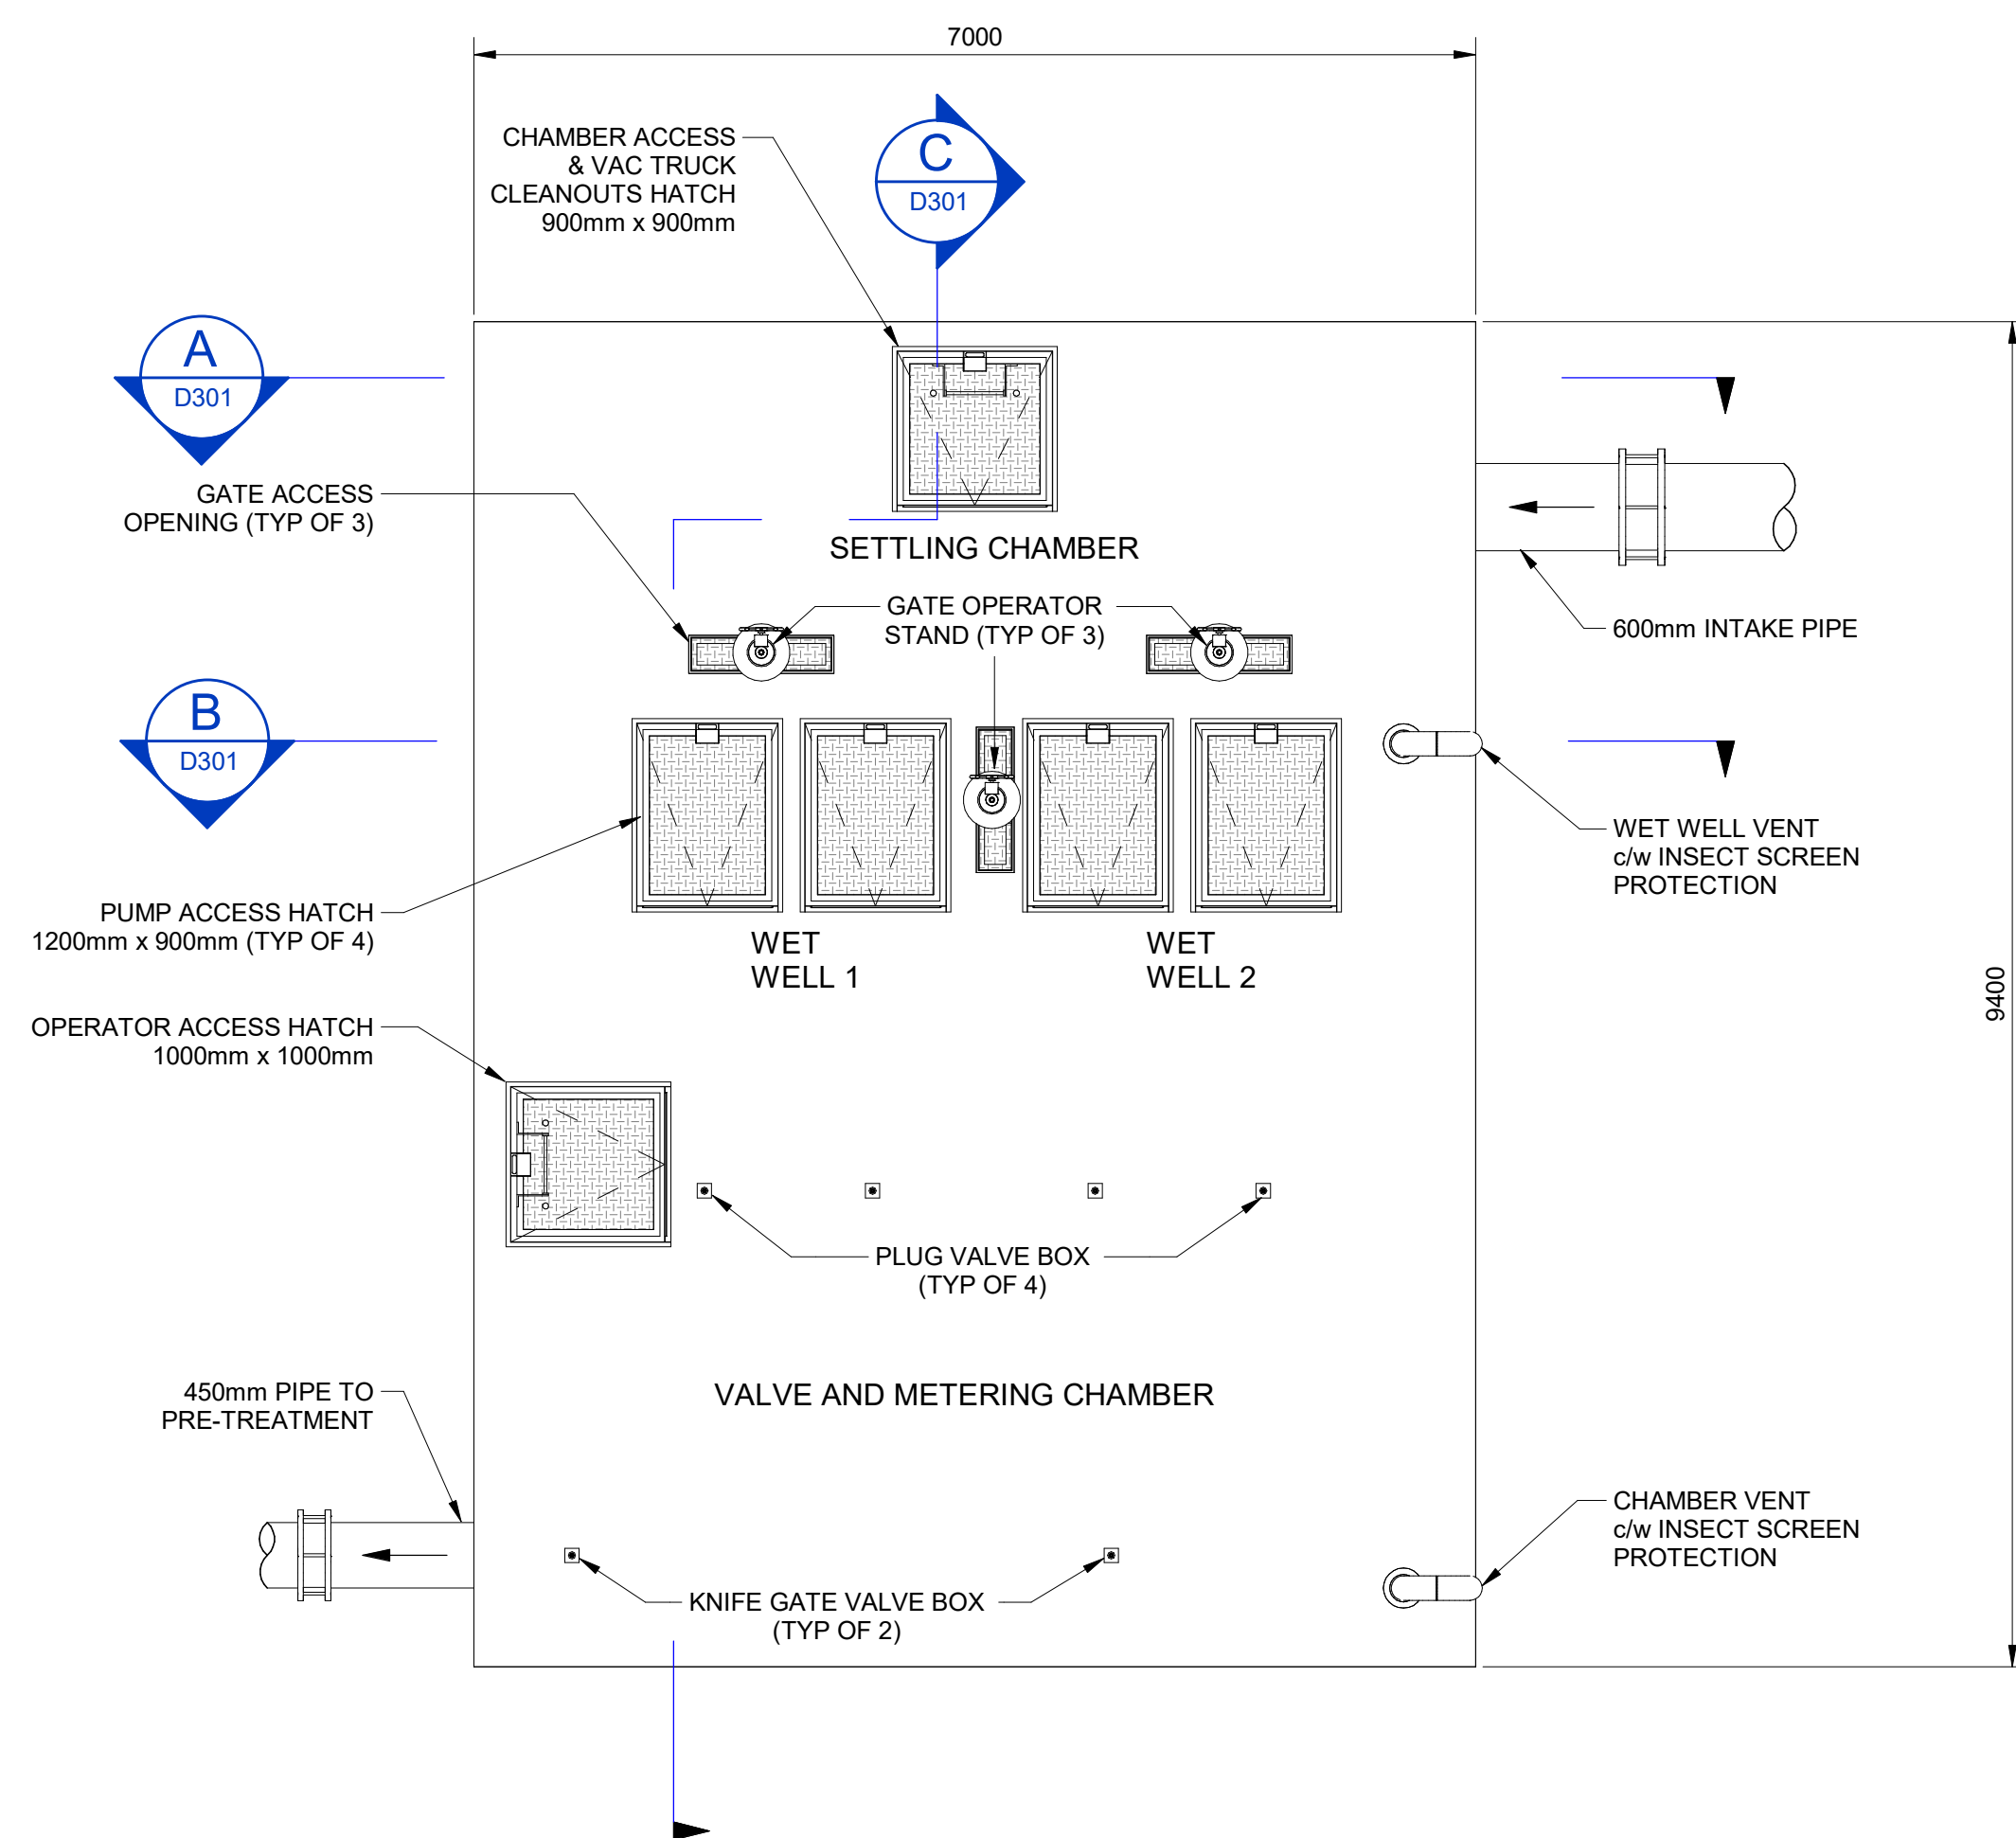 7000
CHAMBER ACCESS
& VAC TRUCK
CLEANOUTS HATCH
900mm x 900mm
C
D301
A
D301
GATE ACCESS
OPENING (TYP OF 3)
SETTLING CHAMBER
GATE OPERATOR
STAND (TYP OF 3)
600mm INTAKE PIPE
B
D301
WET WELL VENT
c/w INSECT SCREEN
PROTECTION
PUMP ACCESS HATCH
1200mm x 900mm (TYP OF 4)
WET
WELL 1
WET
WELL 2
9400
OPERATOR ACCESS HATCH
1000mm x 1000mm
PLUG VALVE BOX
(TYP OF 4)
450mm PIPE TO
PRE-TREATMENT
VALVE AND METERING CHAMBER
CHAMBER VENT
c/w INSECT SCREEN
PROTECTION
KNIFE GATE VALVE BOX
(TYP OF 2)